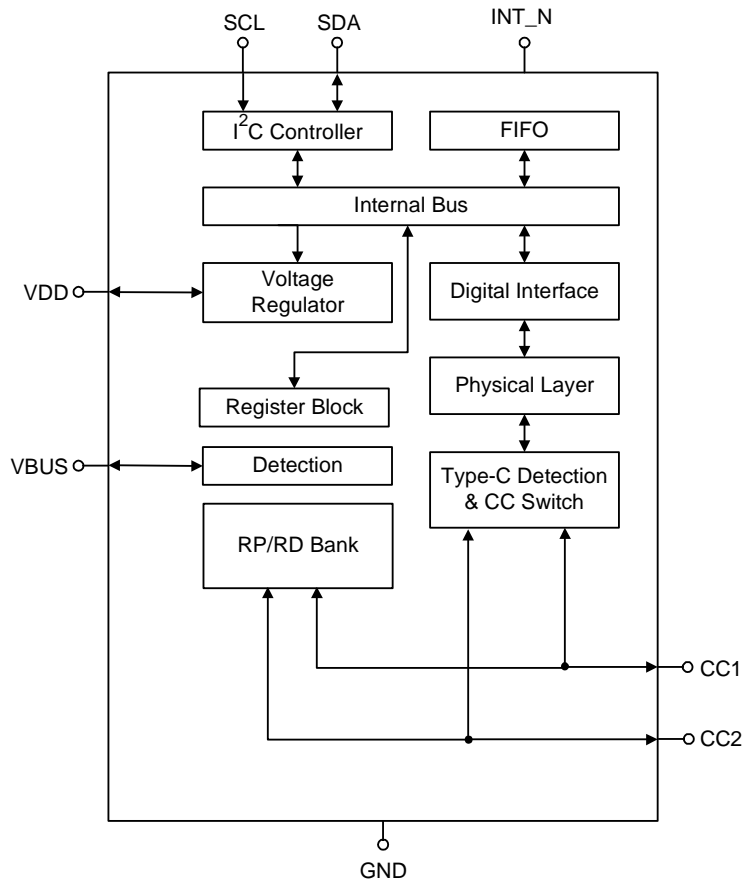 SCL
SDA
INT_N
I²C Controller
FIFO
Internal Bus
VDD
Voltage
Regulator
Digital Interface
Physical Layer
Register Block
VBUS
Detection
Type-C Detection
& CC Switch
RP/RD Bank
CC1
CC2
GND